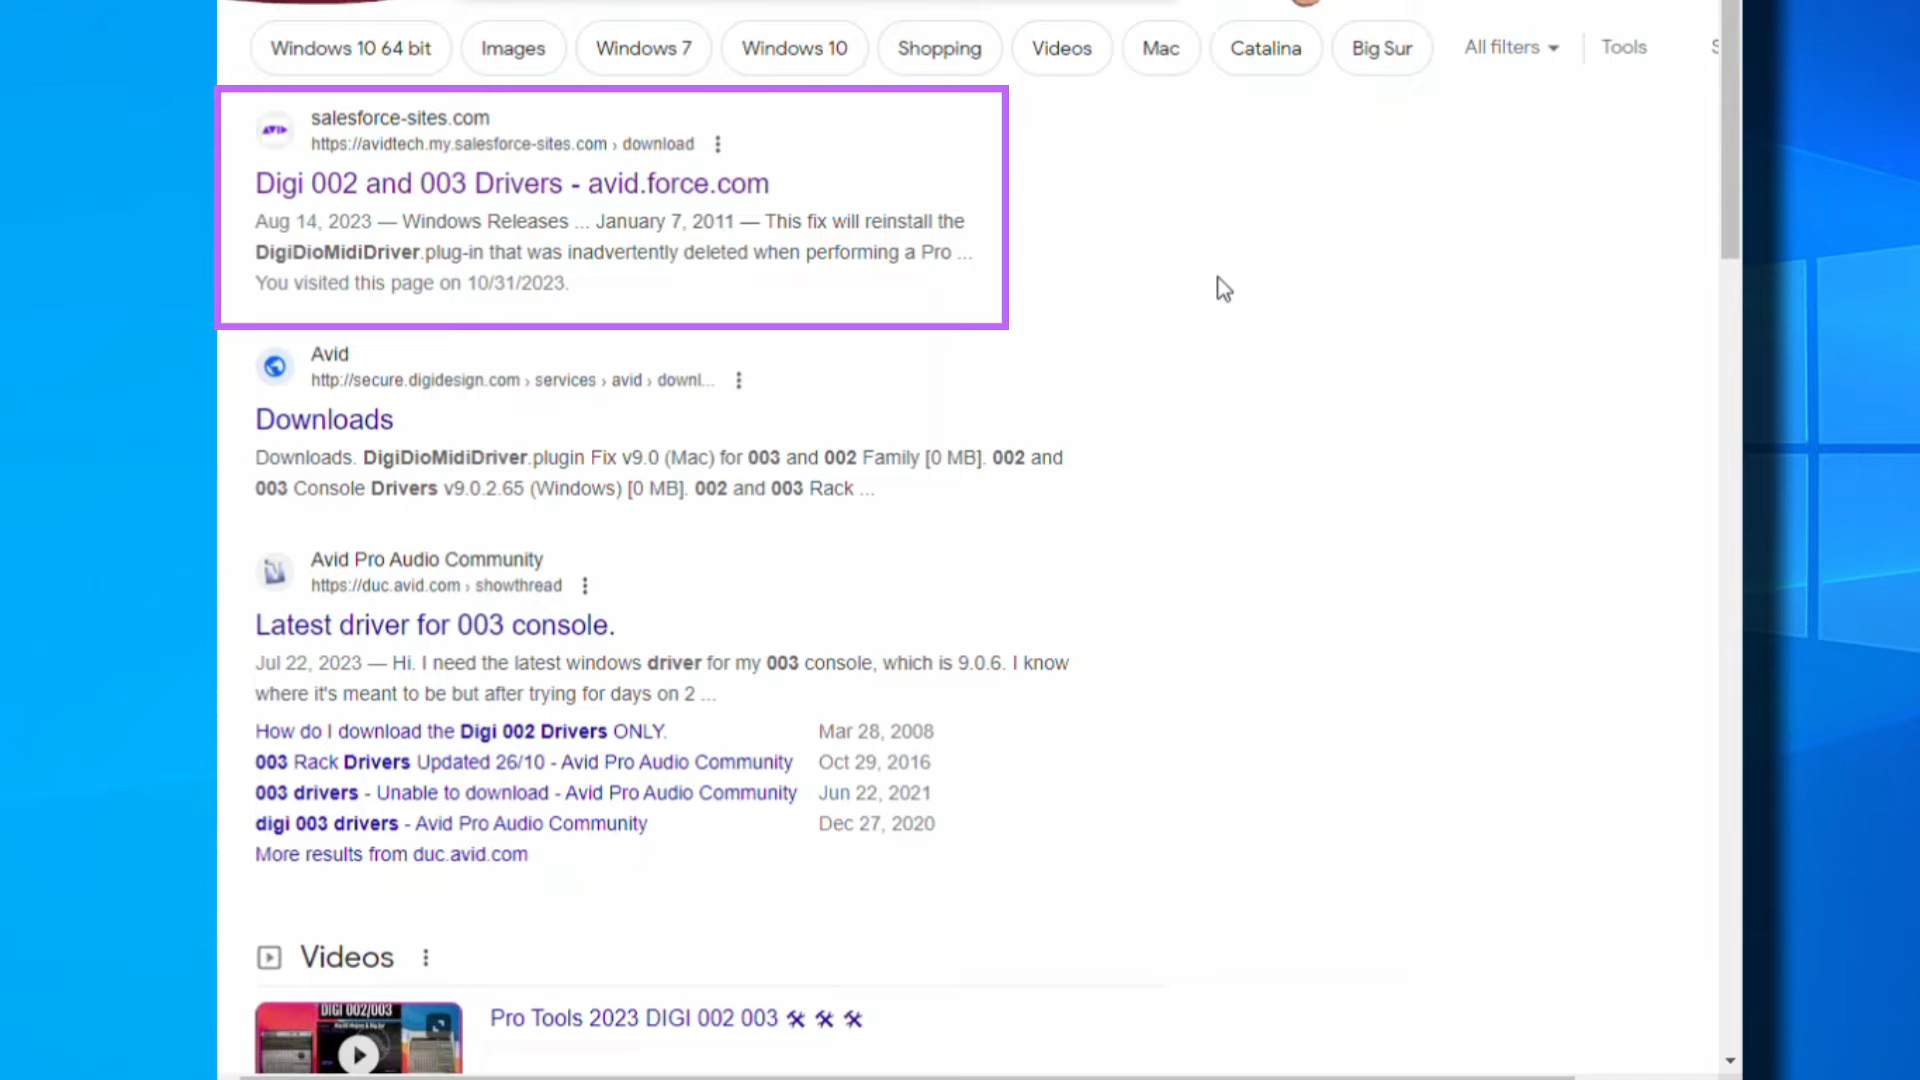 Windows 10 64 bit
Images
Windows 7
Windows 10
Shopping
Videos
Mac
Catalina
Big Sur
All filters
Tools
AVID
salesforce-sites.com
https://avidtech.my.salesforce-sites.com › download
Digi 002 and 003 Drivers - avid.force.com
Aug 14, 2023 — Windows Releases ... January 7, 2011 — This fix will reinstall the
DigiDioMidiDriver.plug-in that was inadvertently deleted when performing a Pro ...
You visited this page on 10/31/2023.
Avid
http://secure.digidesign.com › services › avid › downl...
Downloads
Downloads. DigiDioMidiDriver.plugin Fix v9.0 (Mac) for 003 and 002 Family [0 MB]. 002 and
003 Console Drivers v9.0.2.65 (Windows) [0 MB]. 002 and 003 Rack ...
Avid Pro Audio Community
https://duc.avid.com › showthread
Latest driver for 003 console.
Jul 22, 2023 — Hi. I need the latest windows driver for my 003 console, which is 9.0.6. I know
where it's meant to be but after trying for days on 2 ...
How do I download the Digi 002 Drivers ONLY. Mar 28, 2008
003 Rack Drivers Updated 26/10 - Avid Pro Audio Community Oct 29, 2016
003 drivers - Unable to download - Avid Pro Audio Community Jun 22, 2021
digi 003 drivers - Avid Pro Audio Community Dec 27, 2020
More results from duc.avid.com
Videos
DIGI 002/003
Pro Tools 2023 DIGI 002 003